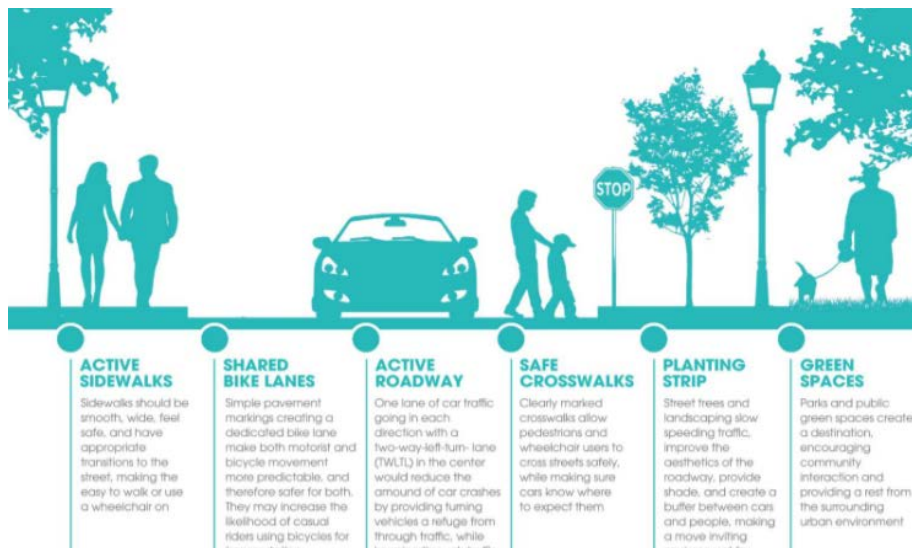 STOP
ACTIVE
SIDEWALKS
Sidewalks should be
smooth, wide, feel
safe, and have
appropriate
transitions to the
street, making the
easy to walk or use
a wheelchair on
SHARED
BIKE LANES
Simple pavement
markings creating a
dedicated bike lane
make both motorist and
bicycle movement
more predictable, and
therefore safer for both.
They may increase the
likelihood of casual
riders using bicycles for
ACTIVE
ROADWAY
One lane of car traffic
going in each
direction with a
two-way-left-turn- lane
(TWLTL) in the center
would reduce the
amound of car crashes
by providing turning
vehicles a refuge from
through traffic, while
SAFE
CROSSWALKS
Clearly marked
crosswalks allow
pedestrians and
wheelchair users to
cross streets safely,
while making sure
cars know where
to expect them
PLANTING
STRIP
Street trees and
landscaping slow
speeding traffic,
improve the
aesthetics of the
roadway, provide
shade, and create a
buffer between cars
and people, making
a move inviting
GREEN
SPACES
Parks and public
green spaces create
a destination,
encouraging
community
interaction and
providing a rest from
the surrounding
urban environment